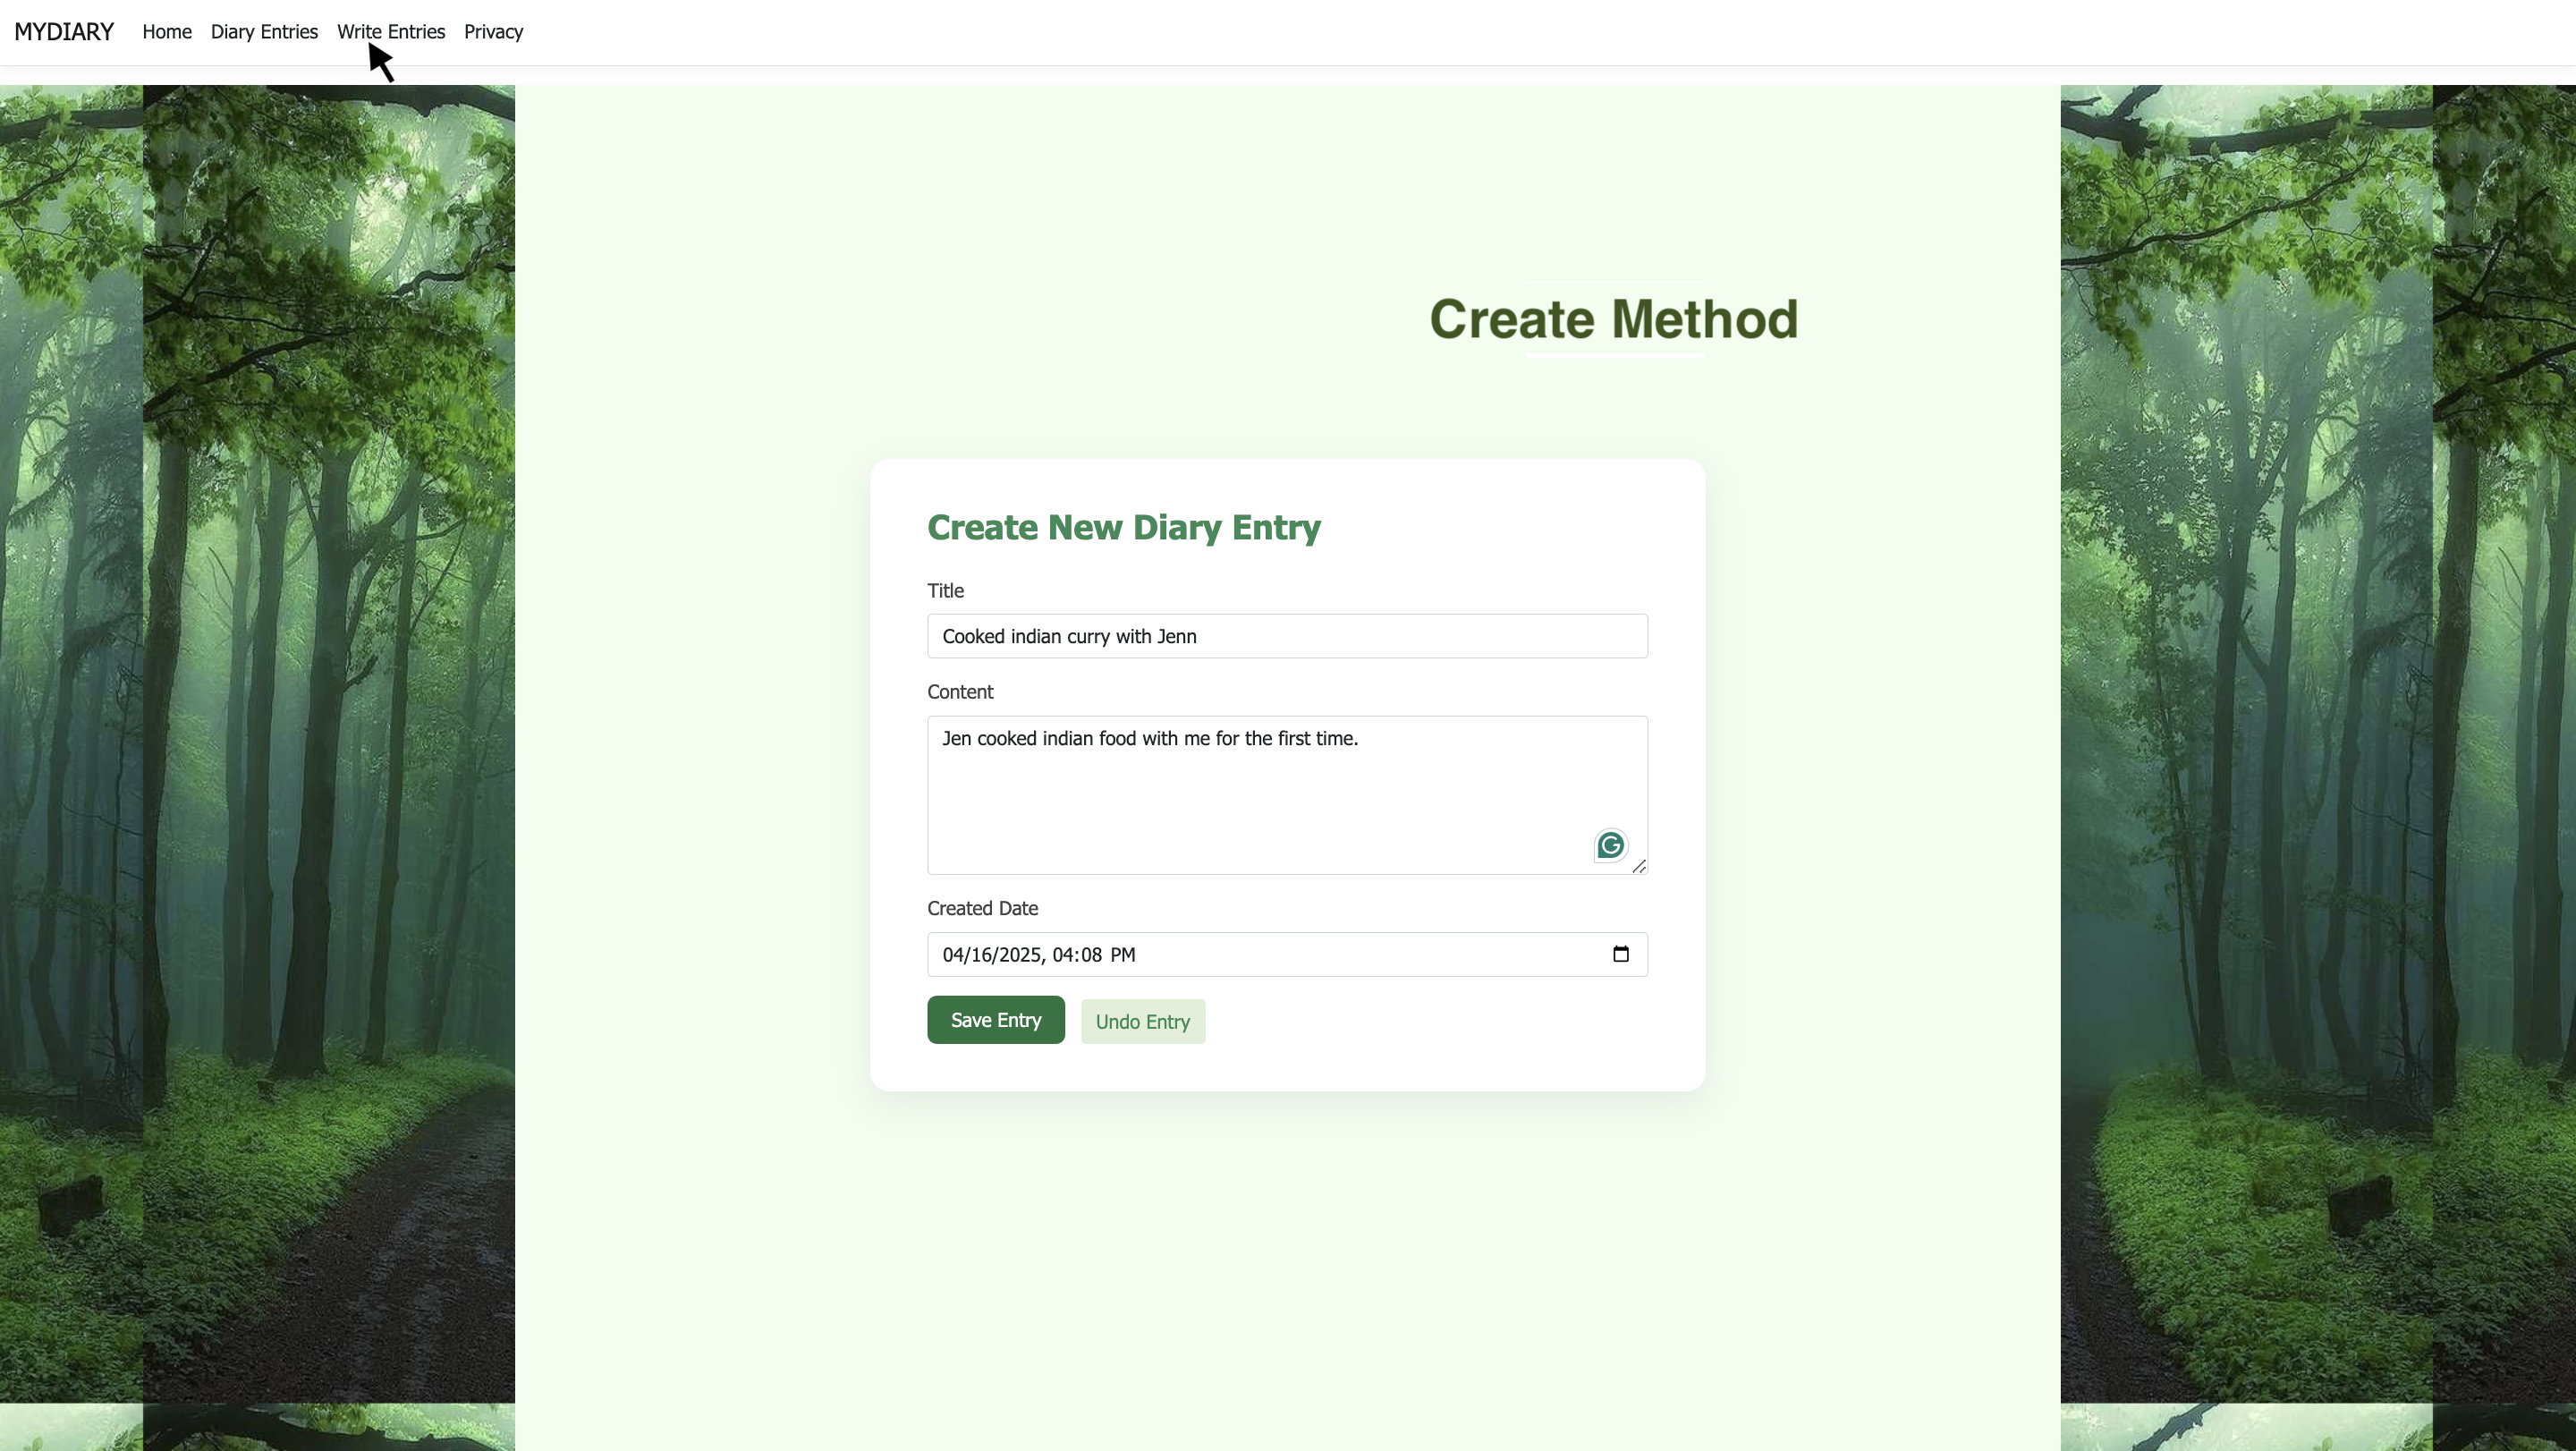 MYDIARY Home Diary Entries Write Entries Privacy
Create Method
Create New Diary Entry
Title
Cooked indian curry with Jenn
Content
Jen cooked indian food with me for the first time.
Created Date
04/16/2025, 04:08 PM
Save Entry Undo Entry